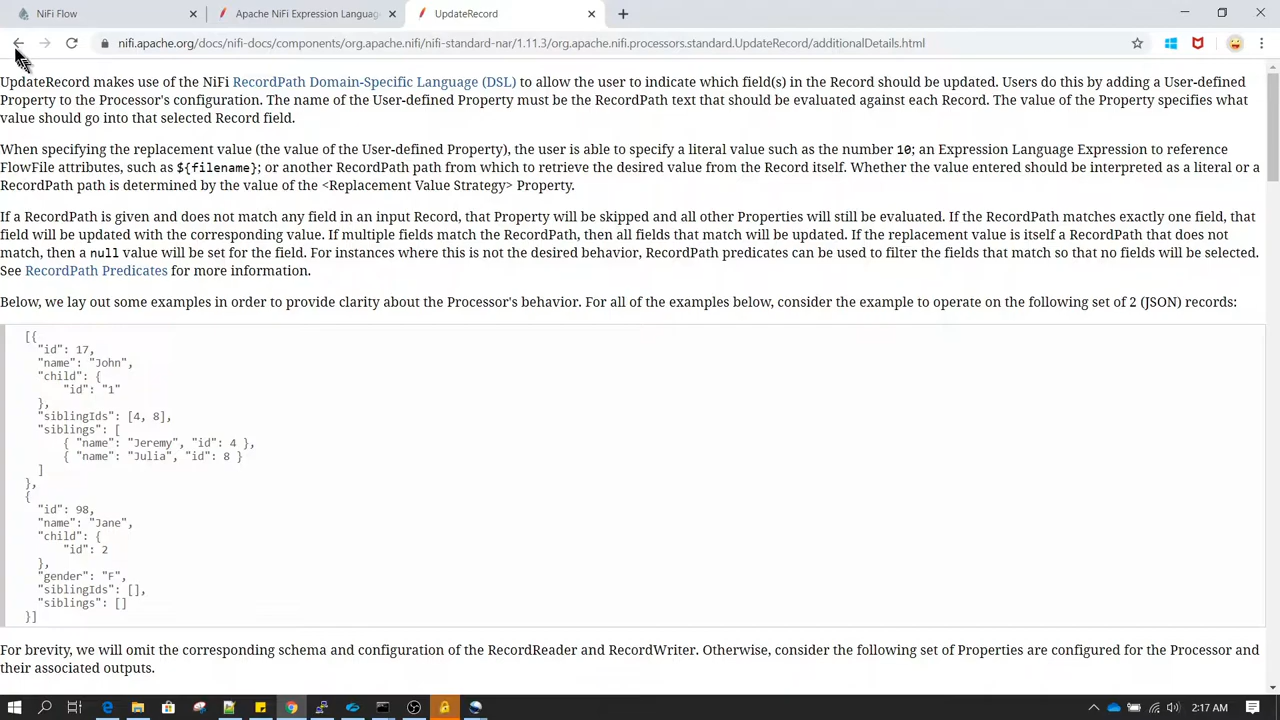 NiFi Flow
Apache NiFi Expression Languag
UpdateRecord
nifi.apache.org/docs/nifi-docs/components/org.apache.nifi/nifi-standard-nar/1.11.3/org.apache.nifi.processors.standard.UpdateRecord/additionalDetails.html
UpdateRecord makes use of the NiFi RecordPath Domain-Specific Language (DSL) to allow the user to indicate which field(s) in the Record should be updated. Users do this by adding a User-defined
Property to the Processor's configuration. The name of the User-defined Property must be the RecordPath text that should be evaluated against each Record. The value of the Property specifies what
value should go into that selected Record field.
When specifying the replacement value (the value of the User-defined Property), the user is able to specify a literal value such as the number 10; an Expression Language Expression to reference
FlowFile attributes, such as ${filename}; or another RecordPath path from which to retrieve the desired value from the Record itself. Whether the value entered should be interpreted as a literal or a
RecordPath path is determined by the value of the <Replacement Value Strategy> Property.
If a RecordPath is given and does not match any field in an input Record, that Property will be skipped and all other Properties will still be evaluated. If the RecordPath matches exactly one field, that
field will be updated with the corresponding value. If multiple fields match the RecordPath, then all fields that match will be updated. If the replacement value is itself a RecordPath that does not
match, then a null value will be set for the field. For instances where this is not the desired behavior, RecordPath predicates can be used to filter the fields that match so that no fields will be selected.
See RecordPath Predicates for more information.
Below, we lay out some examples in order to provide clarity about the Processor's behavior. For all of the examples below, consider the example to operate on the following set of 2 (JSON) records:
[{
"id": 17,
"name": "John",
"child": {
"id": "1"
},
"siblingIds": [4, 8],
"siblings": [
{ "name": "Jeremy", "id": 4 },
{ "name": "Julia", "id": 8 }
]
},
{
"id": 98,
"name": "Jane",
"child": {
"id": 2
},
"gender": "F",
"siblingIds": [],
"siblings": []
}]
For brevity, we will omit the corresponding schema and configuration of the RecordReader and RecordWriter. Otherwise, consider the following set of Properties are configured for the Processor and
their associated outputs.
2:17 AM